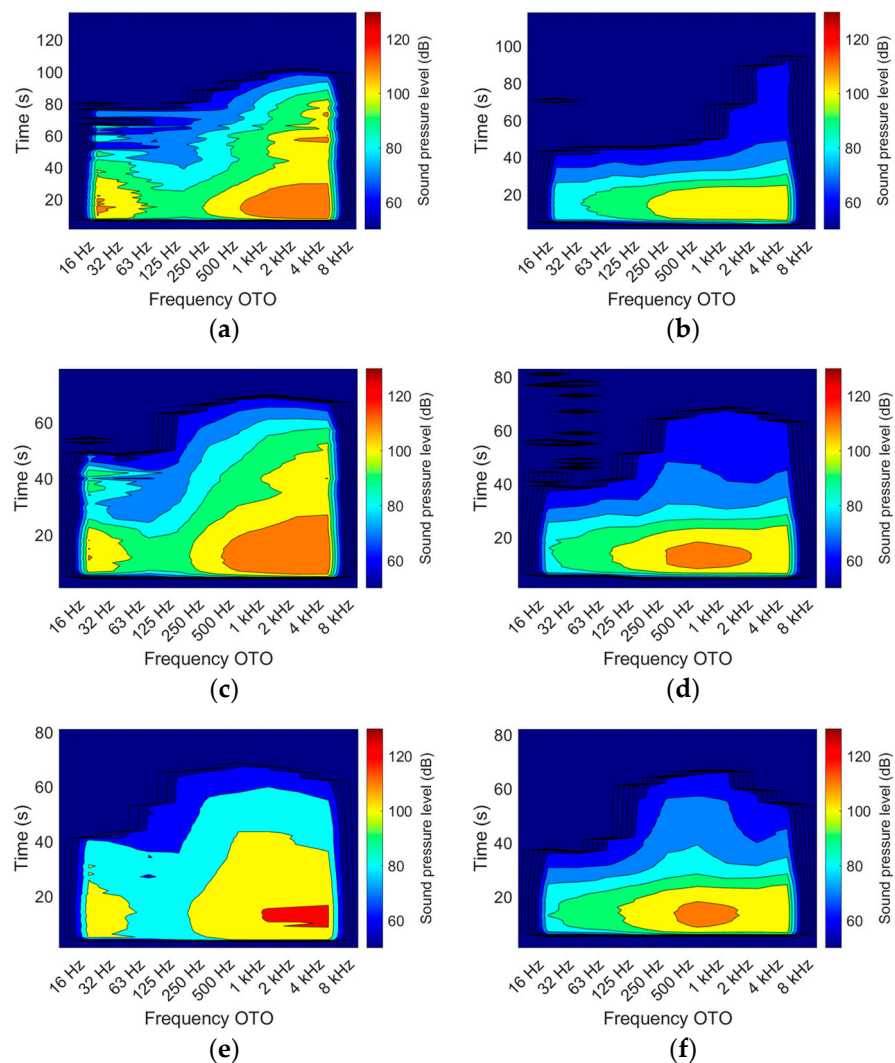 120
100
80
60
40
20
Time (s)
120
100
80
60
Sound pressure level (dB)
16 Hz
32 Hz
63 Hz
125 Hz
250 Hz
500 Hz
1 kHz
2 kHz
4 kHz
8 kHz
Frequency OTO
(a)
100
80
60
40
20
Time (s)
120
100
80
60
Sound pressure level (dB)
16 Hz
32 Hz
63 Hz
125 Hz
250 Hz
500 Hz
1 kHz
2 kHz
4 kHz
8 kHz
Frequency OTO
(b)
60
40
20
Time (s)
120
100
80
60
Sound pressure level (dB)
16 Hz
32 Hz
63 Hz
125 Hz
250 Hz
500 Hz
1 kHz
2 kHz
4 kHz
8 kHz
Frequency OTO
(c)
80
60
40
20
Time (s)
120
100
80
60
Sound pressure level (dB)
16 Hz
32 Hz
63 Hz
125 Hz
250 Hz
500 Hz
1 kHz
2 kHz
4 kHz
8 kHz
Frequency OTO
(d)
80
60
40
20
Time (s)
120
100
80
60
Sound pressure level (dB)
16 Hz
32 Hz
63 Hz
125 Hz
250 Hz
500 Hz
1 kHz
2 kHz
4 kHz
8 kHz
Frequency OTO
(e)
80
60
40
20
Time (s)
120
100
80
60
Sound pressure level (dB)
16 Hz
32 Hz
63 Hz
125 Hz
250 Hz
500 Hz
1 kHz
2 kHz
4 kHz
8 kHz
Frequency OTO
(f)